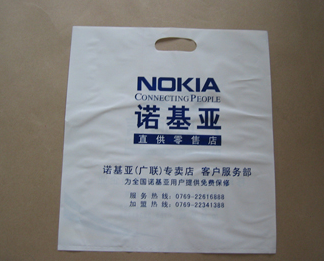 NOKIA
CONNECTING PEOPLE
诺基亚
直供零售店
诺基亚(广联)专卖店 客户服务部
为全国诺基亚用户提供免费保修
服务热线: 0769-22616888
加盟热线: 0769-22341388